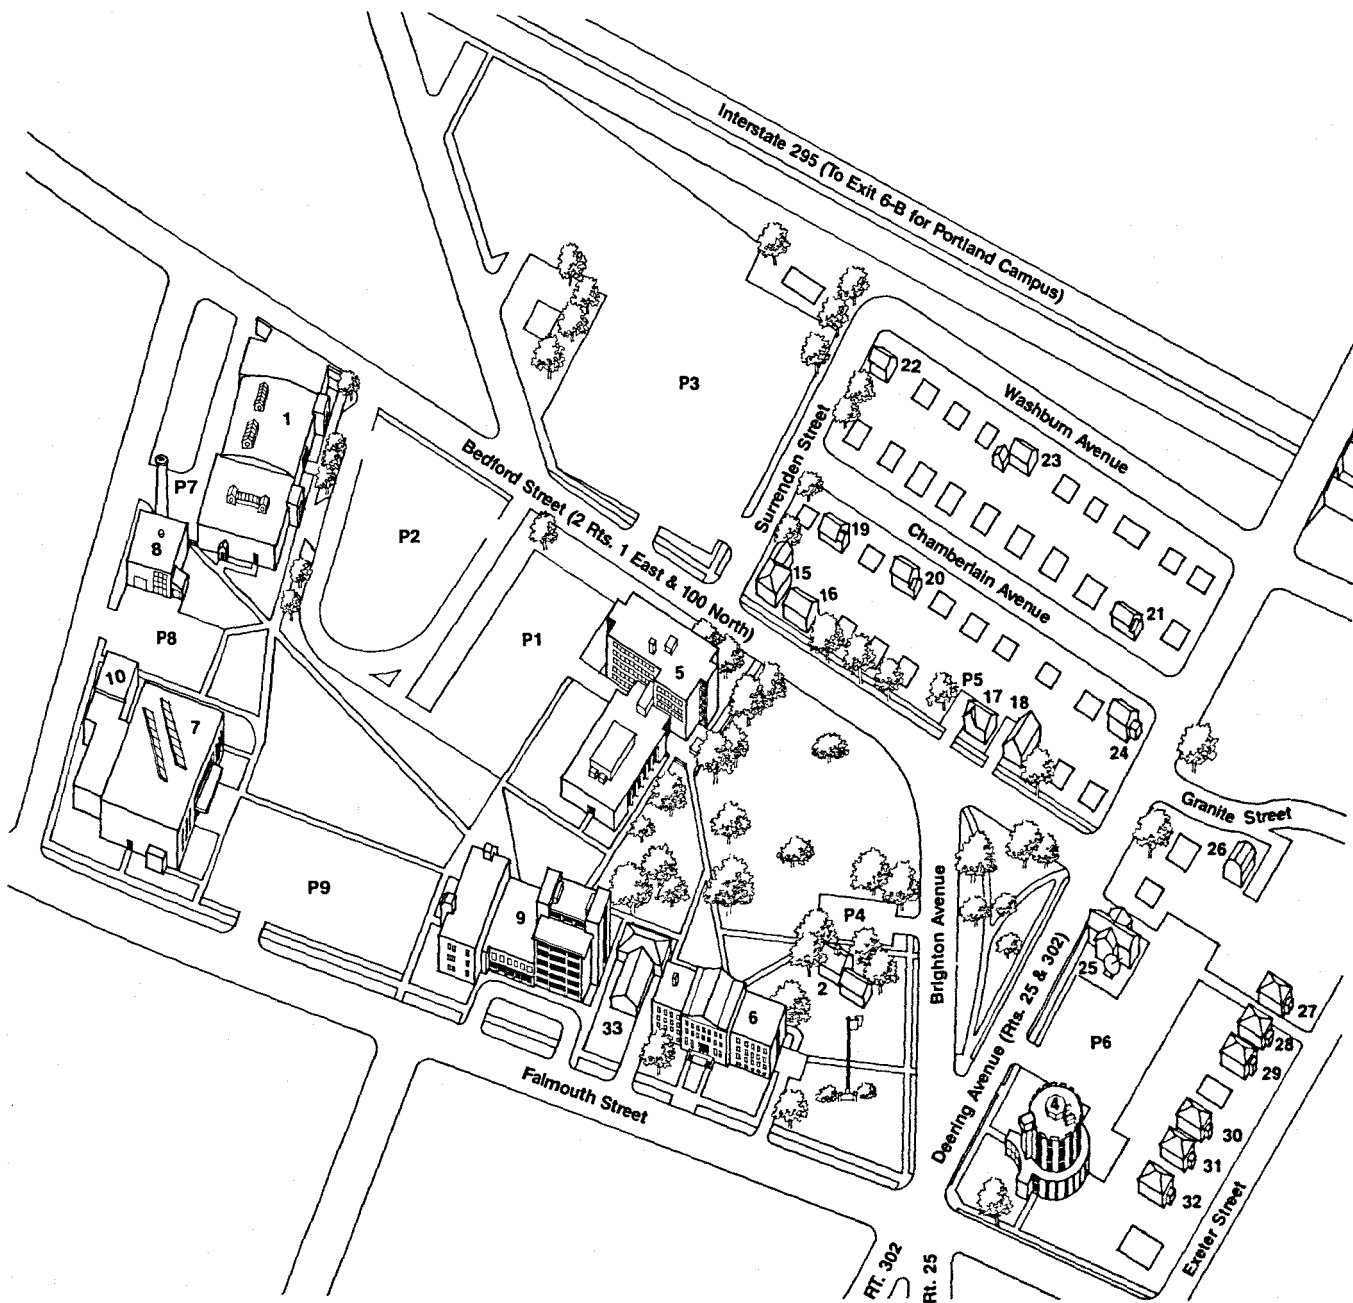 Interstate 295 (To Exit 6-B for Portland Campus)
22
Washburn Avenue
P3
1
Surrenden Street
23
Bedford Street (2 Rts. 1 East & 100 North)
P7
P2
19
Chamberlain Avenue
8
15
20
16
21
P8
P1
5
10
P5
17
18
7
24
Granite Street
26
P9
9
P4
Brighton Avenue
25
2
Deering Avenue (Rts. 25 & 302)
27
6
33
28
P6
29
Falmouth Street
4
30
31
32
Exeter Street
RT. 302
Rt. 25